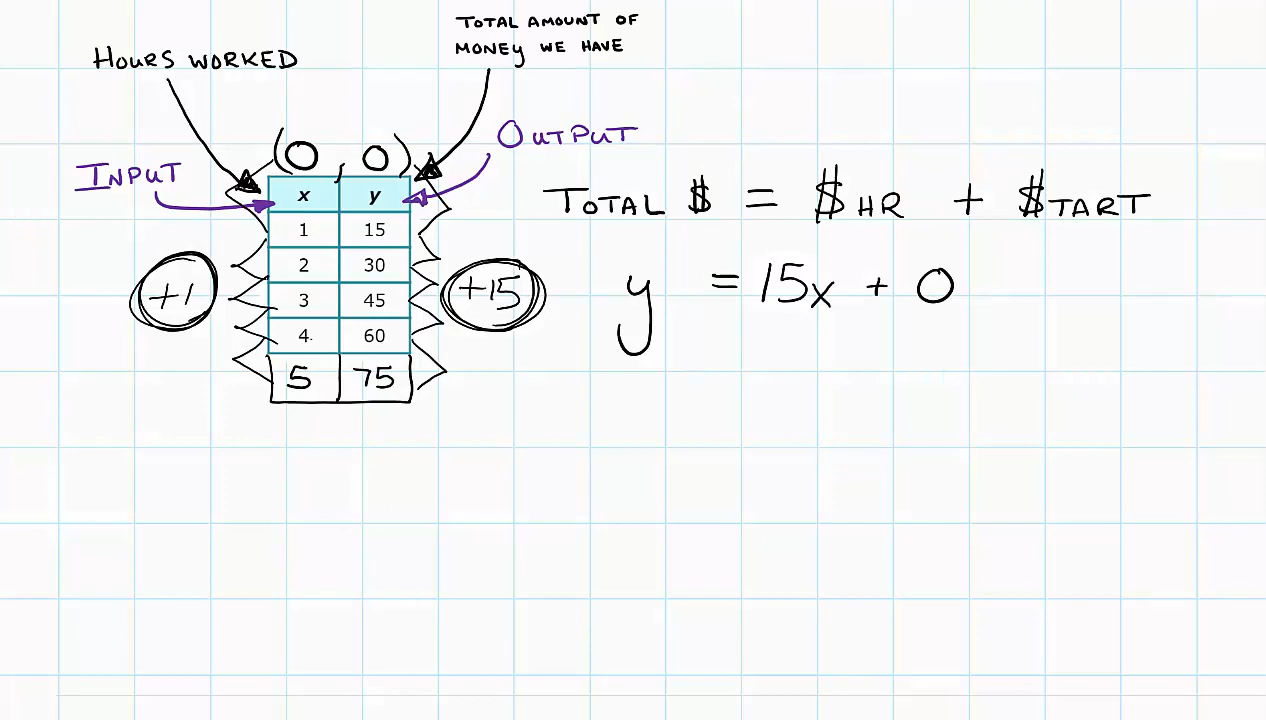 TOTAL AMOUNT OF
MONEY WE HAVE
HOURS WORKED
OUTPUT
(0, 0)
INPUT
x y
1 15
2 30
3 45
4 60
5 75
+1
+15
TOTAL $ = $HR + $TART
y = 15x + 0